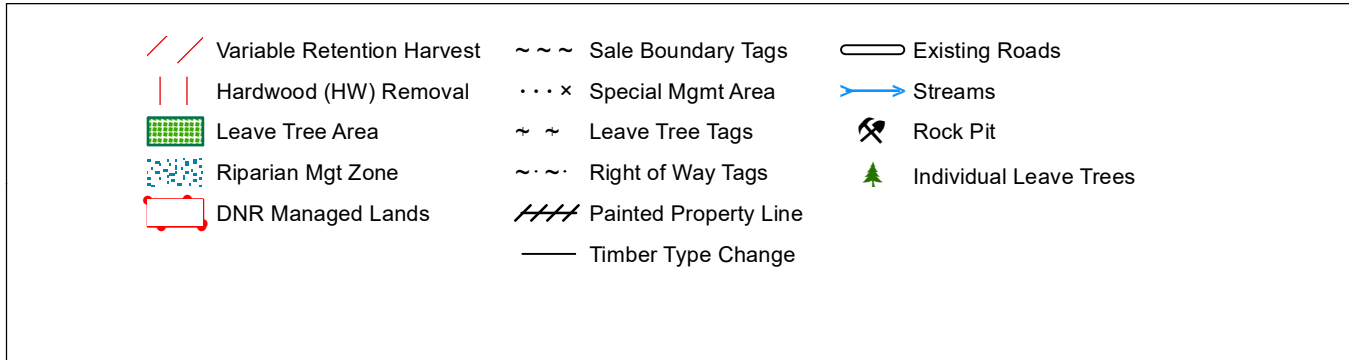 Variable Retention Harvest
Hardwood (HW) Removal
Leave Tree Area
Riparian Mgt Zone
DNR Managed Lands
Sale Boundary Tags
Special Mgmt Area
Leave Tree Tags
Right of Way Tags
Painted Property Line
Timber Type Change
Existing Roads
Streams
Rock Pit
Individual Leave Trees